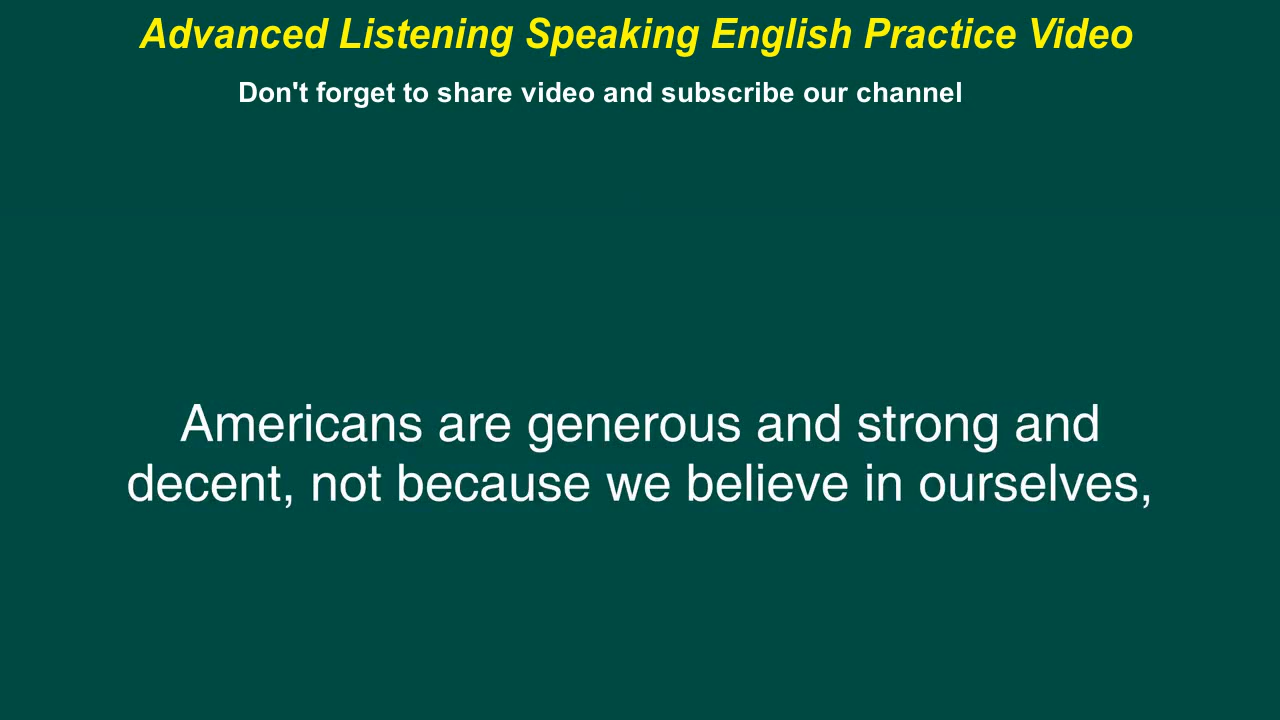 Advanced Listening Speaking English Practice Video
Don't forget to share video and subscribe our channel
Americans are generous and strong and
decent, not because we believe in ourselves,